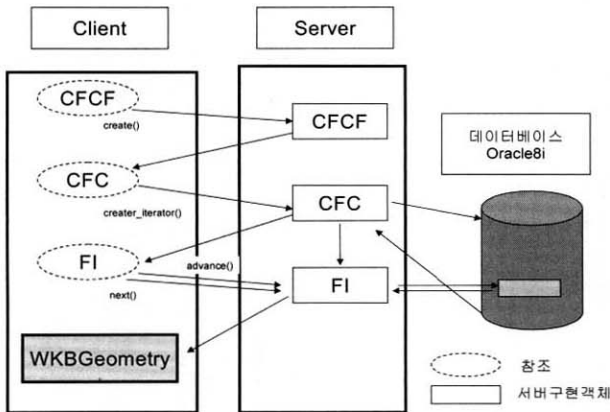 Client
Server
CFCF
create()
CFCF
데이터베이스
Oracle8i
CFC
creater_iterator()
CFC
FI
advance()
next()
FI
WKBGeometry
참조
서버구현객체